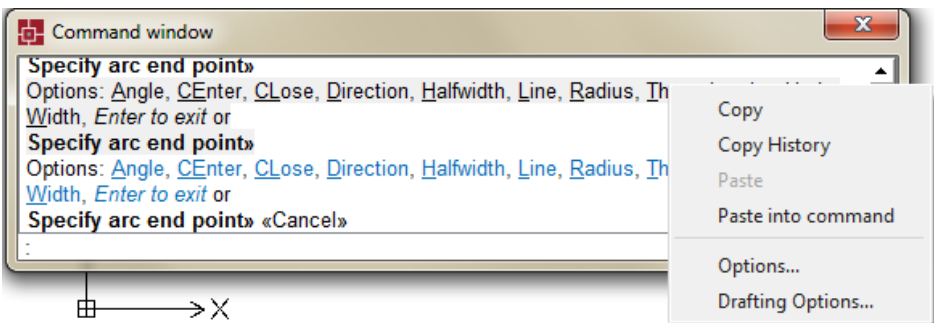 Command window
Specify arc end point»
Options: Angle, CEnter, CLose, Direction, Halfwidth, Line, Radius,
Width, Enter to exit or
Specify arc end point»
Options: Angle, CEnter, CLose, Direction, Halfwidth, Line, Radius,
Width, Enter to exit or
Specify arc end point» «Cancel»
:
Copy
Copy History
Paste
Paste into command
Options...
Drafting Options...
X